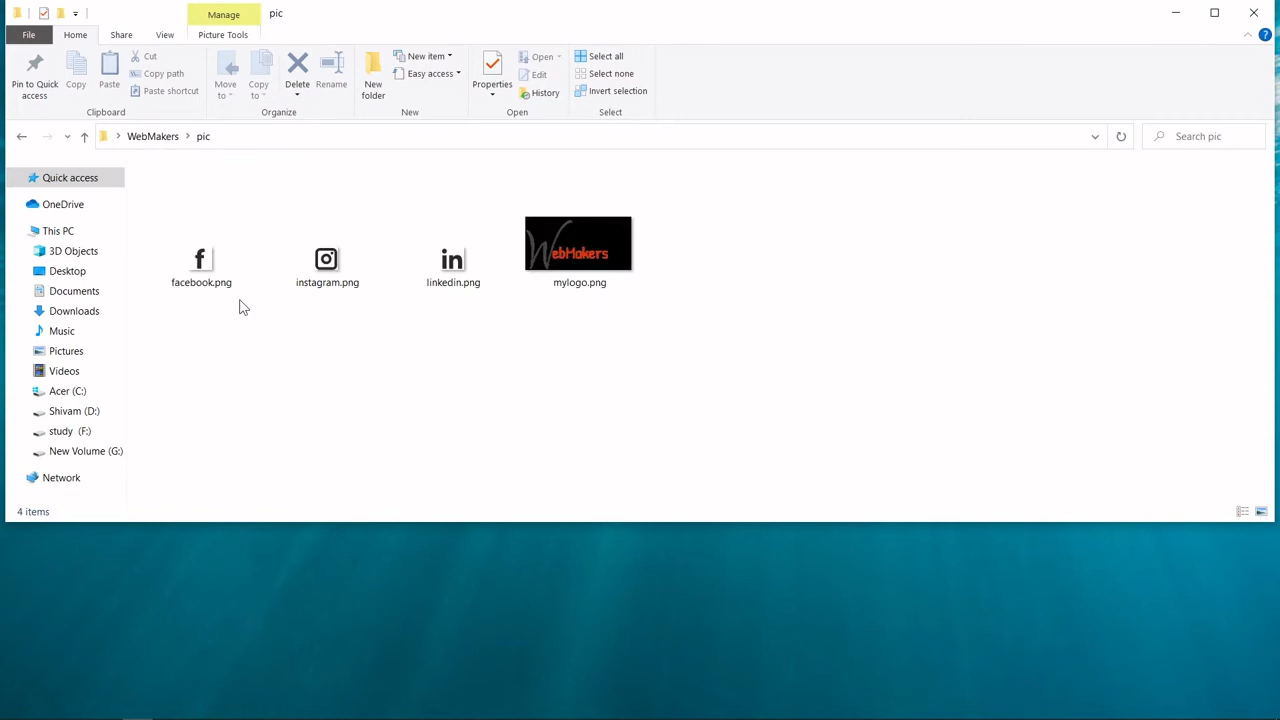 Manage
pic
File
Home
Share
View
Picture Tools
Pin to Quick access
Copy
Paste
Cut
Copy path
Paste shortcut
Clipboard
Move to
Copy to
Delete
Rename
Organize
New folder
New item
Easy access
New
Properties
Open
Edit
History
Open
Select all
Select none
Invert selection
Select
WebMakers
pic
Search pic
Quick access
OneDrive
This PC
3D Objects
Desktop
Documents
Downloads
Music
Pictures
Videos
Acer (C:)
Shivam (D:)
study (F:)
New Volume (G:)
Network
f
in
WebMakers
facebook.png
instagram.png
linkedin.png
mylogo.png
4 items